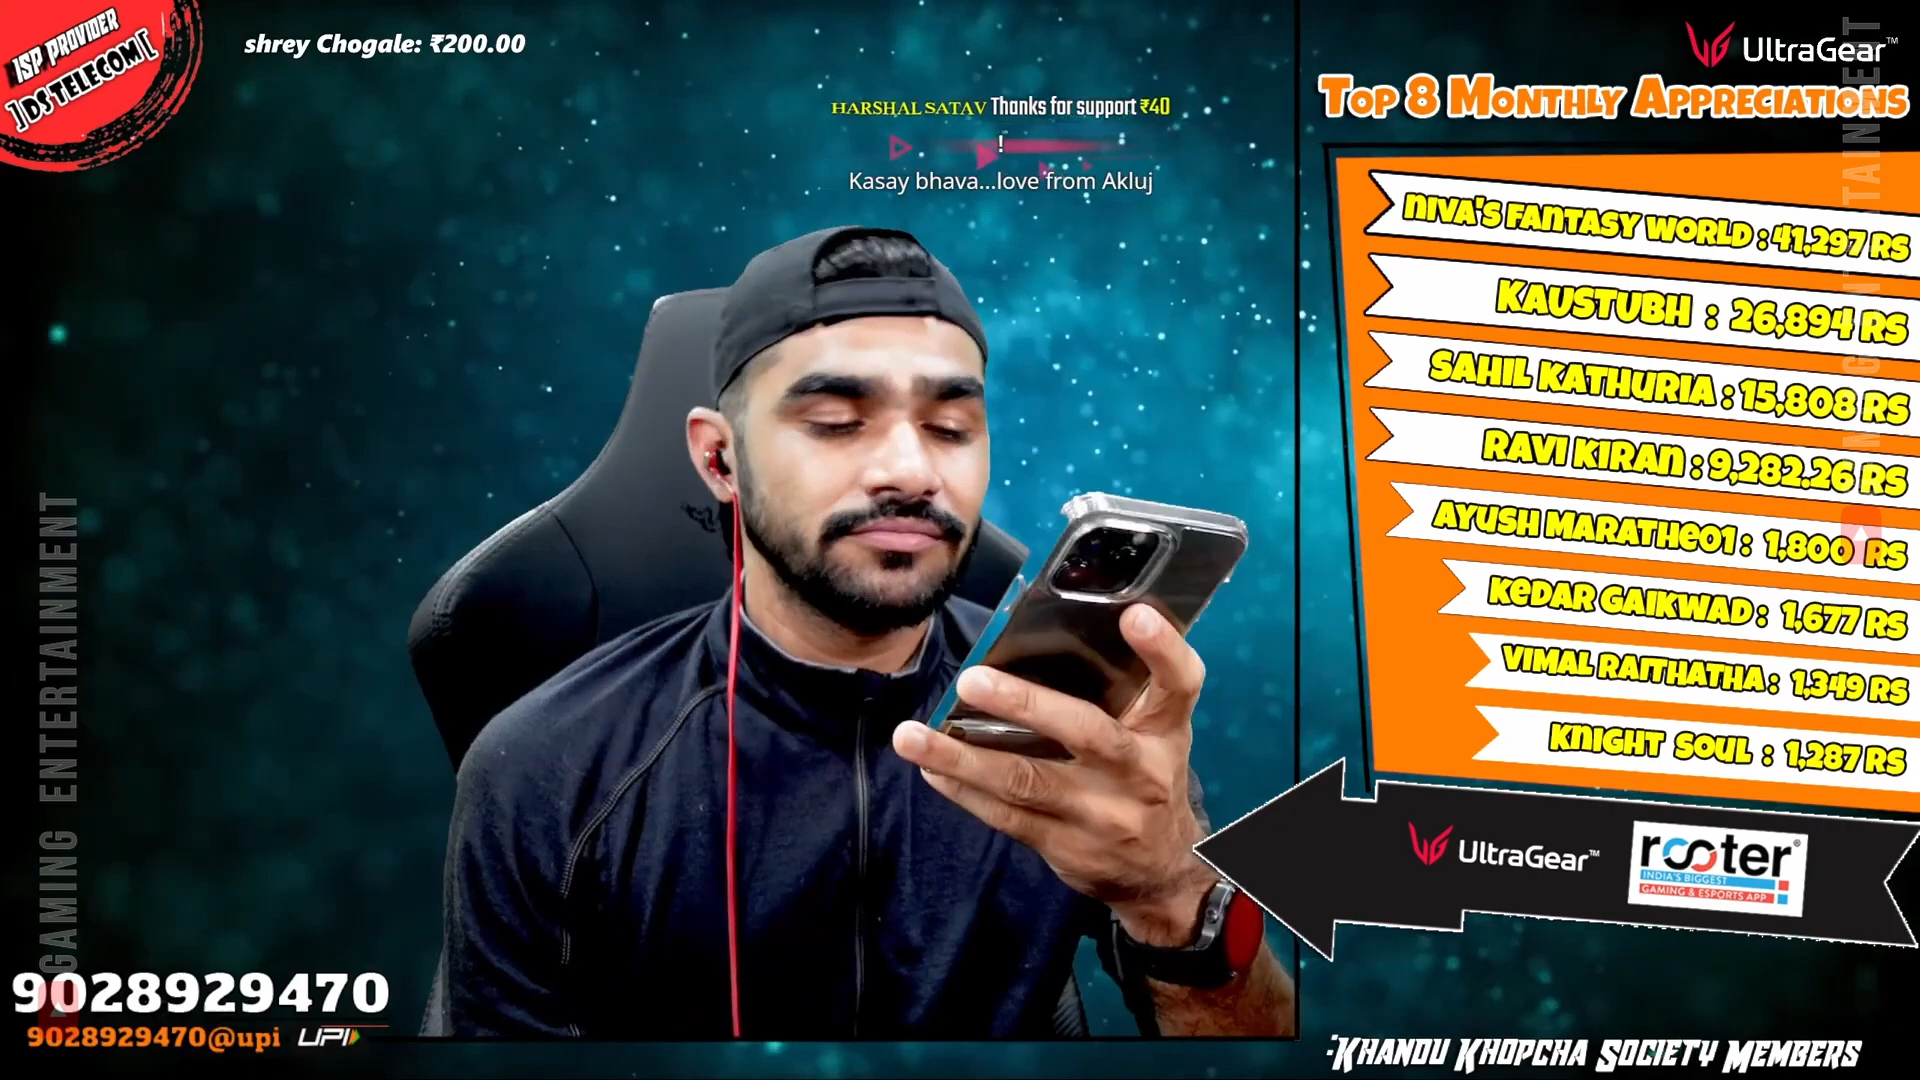 ISP PROVIDER
DS TELECOM
shrey Chogale: ₹200.00
HARSHAL SATAV Thanks for support ₹40
!
Kasay bhava...love from Akluj
UltraGear™
TOP 8 MONTHLY APPRECIATIONS
NIVA'S FANTASY WORLD : 41,297 RS
KAUSTUBH : 26,894 RS
SAHIL KATHURIA : 15,808 RS
RAVI KIRAN : 9,282.26 RS
AYUSH MARATHE01 : 1,800 RS
KEDAR GAIKWAD : 1,677 RS
VIMAL RAITHATHA : 1,349 RS
KNIGHT SOUL : 1,287 RS
UltraGear™
rooter®
INDIA'S BIGGEST
GAMING & ESPORTS APP
GAMING ENTERTAINMENT
9028929470
9028929470@upi UPI
KHANDU KHOPCHA SOCIETY MEMBERS